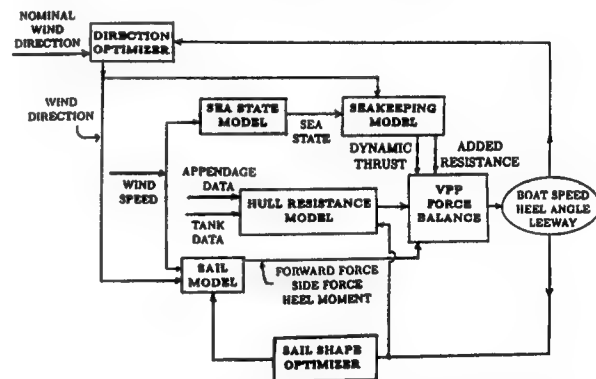 NOMINAL
WIND
DIRECTION
DIRECTION
OPTIMIZER
WIND
DIRECTION
SEA STATE
MODEL
SEA
STATE
SEAKEEPING
MODEL
DYNAMIC
THRUST
ADDED
RESISTANCE
WIND
SPEED
APPENDAGE
DATA
TANK
DATA
HULL RESISTANCE
MODEL
VPP
FORCE
BALANCE
BOAT SPEED
HEEL ANGLE
LEEWAY
SAIL
MODEL
FORWARD FORCE
SIDE FORCE
HEEL MOMENT
SAIL SHAPE
OPTIMIZER